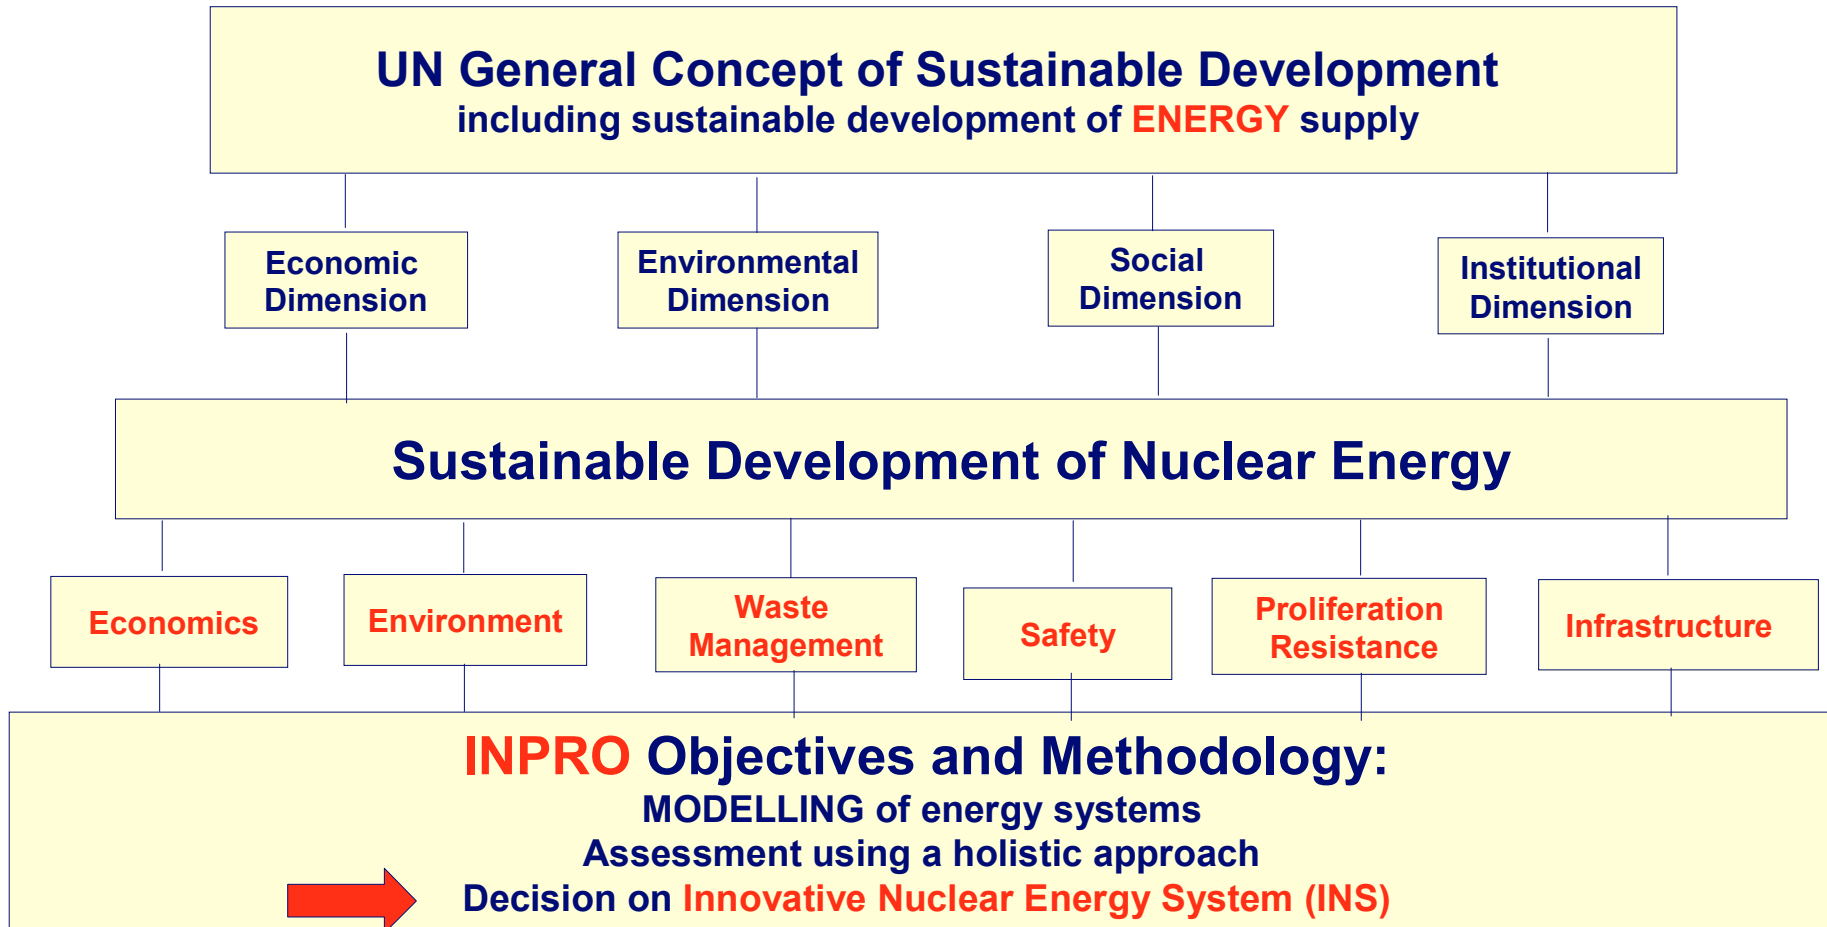 UN General Concept of Sustainable Development
including sustainable development of ENERGY supply
Economic
Dimension
Environmental
Dimension
Social
Dimension
Institutional
Dimension
Sustainable Development of Nuclear Energy
Economics
Environment
Waste
Management
Safety
Proliferation
Resistance
Infrastructure
INPRO Objectives and Methodology:
MODELLING of energy systems
Assessment using a holistic approach
Decision on Innovative Nuclear Energy System (INS)